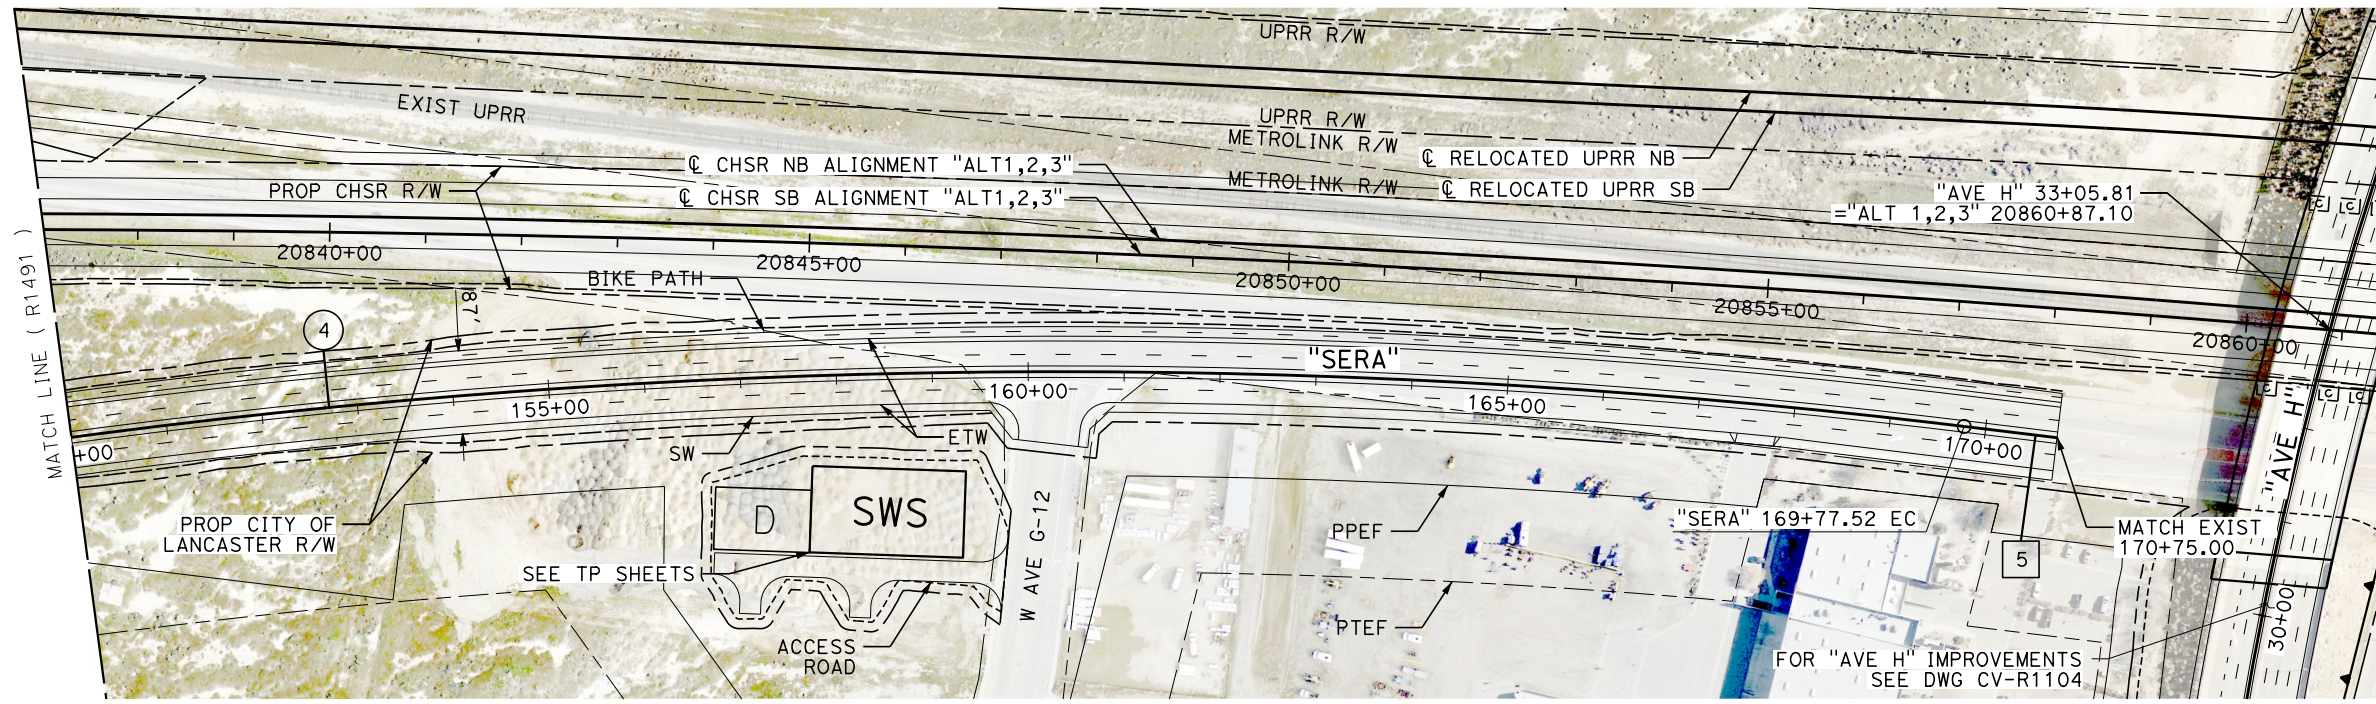 UPRR R/W
EXIST UPRR
UPRR R/W
METROLINK R/W
℄ CHSR NB ALIGNMENT "ALT1,2,3"
℄ RELOCATED UPRR NB
PROP CHSR R/W
METROLINK R/W
℄ CHSR SB ALIGNMENT "ALT1,2,3"
℄ RELOCATED UPRR SB
"AVE H" 33+05.81
="ALT 1,2,3" 20860+87.10
20840+00
20845+00
20850+00
20855+00
20860+00
MATCH LINE ( R1491 )
BIKE PATH
87'
4
"SERA"
155+00
160+00
165+00
170+00
+00
ETW
SW
"AVE H"
PROP CITY OF
LANCASTER R/W
D
SWS
W AVE G-12
PPEF
"SERA" 169+77.52 EC
MATCH EXIST
170+75.00
5
SEE TP SHEETS
PTEF
ACCESS
ROAD
30+00
FOR "AVE H" IMPROVEMENTS
SEE DWG CV-R1104
C
C
C
C
C